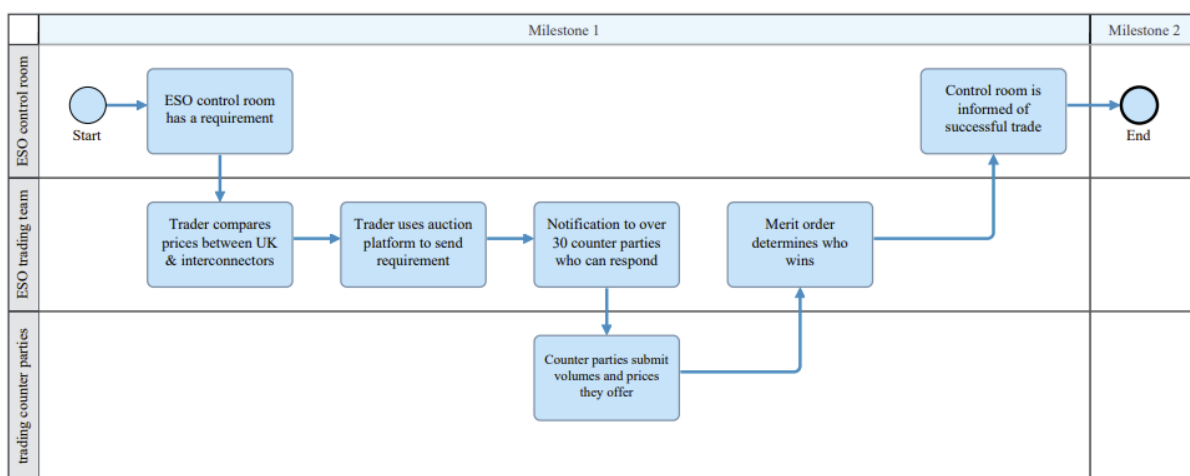 Milestone 1
Milestone 2
ESO control room
Start
ESO control room
has a requirement
Control room is
informed of
successful trade
End
ESO trading team
Trader compares
prices between UK
& interconnectors
Trader uses auction
platform to send
requirement
Notification to over
30 counter parties
who can respond
Merit order
determines who
wins
trading counter parties
Counter parties submit
volumes and prices
they offer